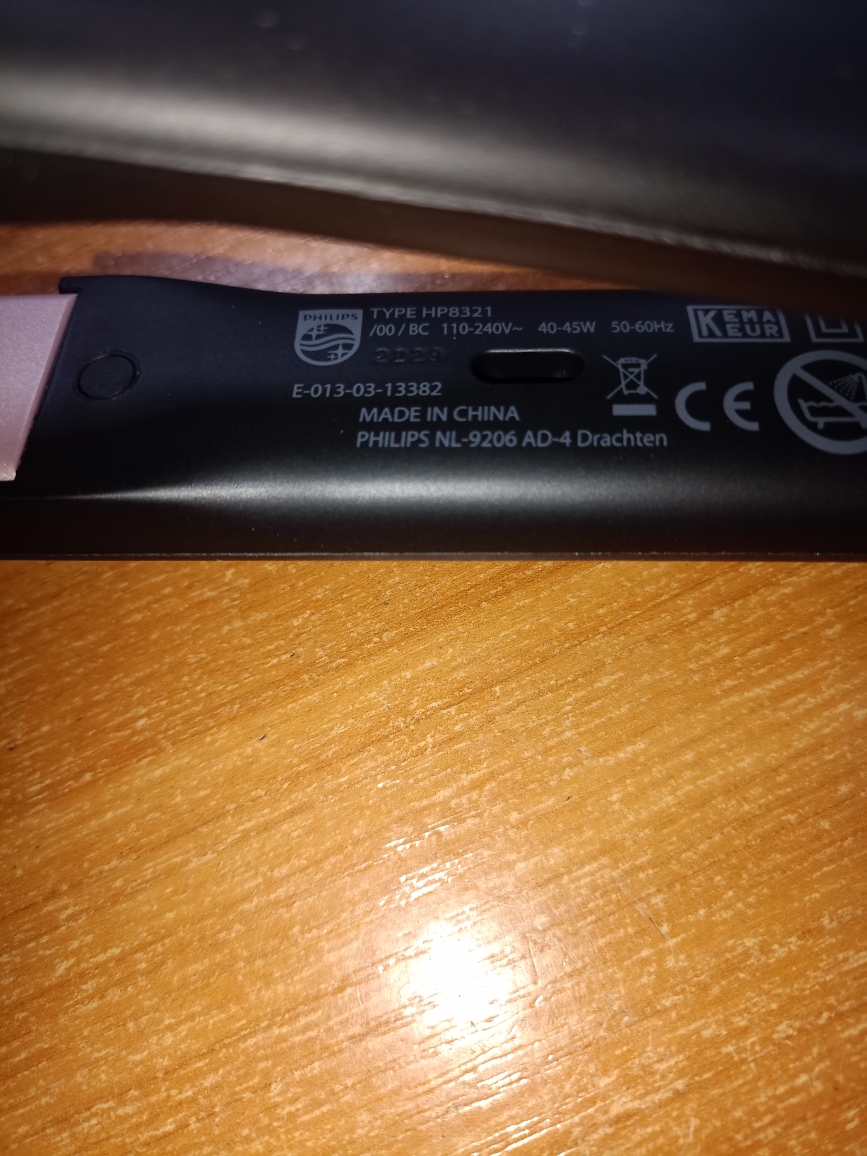 PHILIPS
TYPE HP8321
/00 / BC 110-240V~ 40-45W 50-60Hz
KEMA
KEUR
E-013-03-13382
MADE IN CHINA
PHILIPS NL-9206 AD-4 Drachten
CE